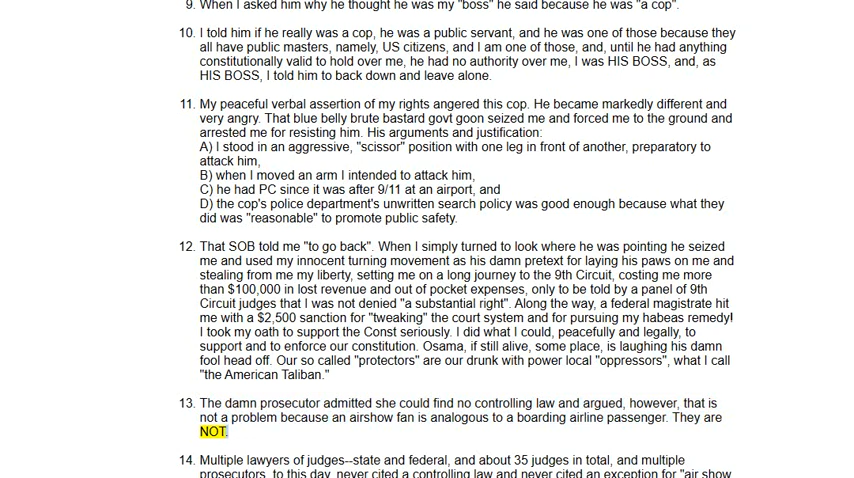 9. When I asked him why he thought he was my "boss" he said because he was "a cop".
10. I told him if he really was a cop, he was a public servant, and he was one of those because they
all have public masters, namely, US citizens, and I am one of those, and, until he had anything
constitutionally valid to hold over me, he had no authority over me, I was HIS BOSS, and, as
HIS BOSS, I told him to back down and leave alone.
11. My peaceful verbal assertion of my rights angered this cop. He became markedly different and
very angry. That blue belly brute bastard govt goon seized me and forced me to the ground and
arrested me for resisting him. His arguments and justification:
A) I stood in an aggressive, "scissor" position with one leg in front of another, preparatory to
attack him,
B) when I moved an arm I intended to attack him,
C) he had PC since it was after 9/11 at an airport, and
D) the cop's police department's unwritten search policy was good enough because what they
did was "reasonable" to promote public safety.
12. That SOB told me "to go back". When I simply turned to look where he was pointing he seized
me and used my innocent turning movement as his damn pretext for laying his paws on me and
stealing from me my liberty, setting me on a long journey to the 9th Circuit, costing me more
than $100,000 in lost revenue and out of pocket expenses, only to be told by a panel of 9th
Circuit judges that I was not denied "a substantial right". Along the way, a federal magistrate hit
me with a $2,500 sanction for "tweaking" the court system and for pursuing my habeas remedy!
I took my oath to support the Const seriously. I did what I could, peacefully and legally, to
support and to enforce our constitution. Osama, if still alive, some place, is laughing his damn
fool head off. Our so called "protectors" are our drunk with power local "oppressors", what I call
"the American Taliban."
13. The damn prosecutor admitted she could find no controlling law and argued, however, that is
not a problem because an airshow fan is analogous to a boarding airline passenger. They are
NOT.
14. Multiple lawyers of judges--state and federal, and about 35 judges in total, and multiple
prosecutors, to this day, never cited a controlling law and never cited an exception for "air show